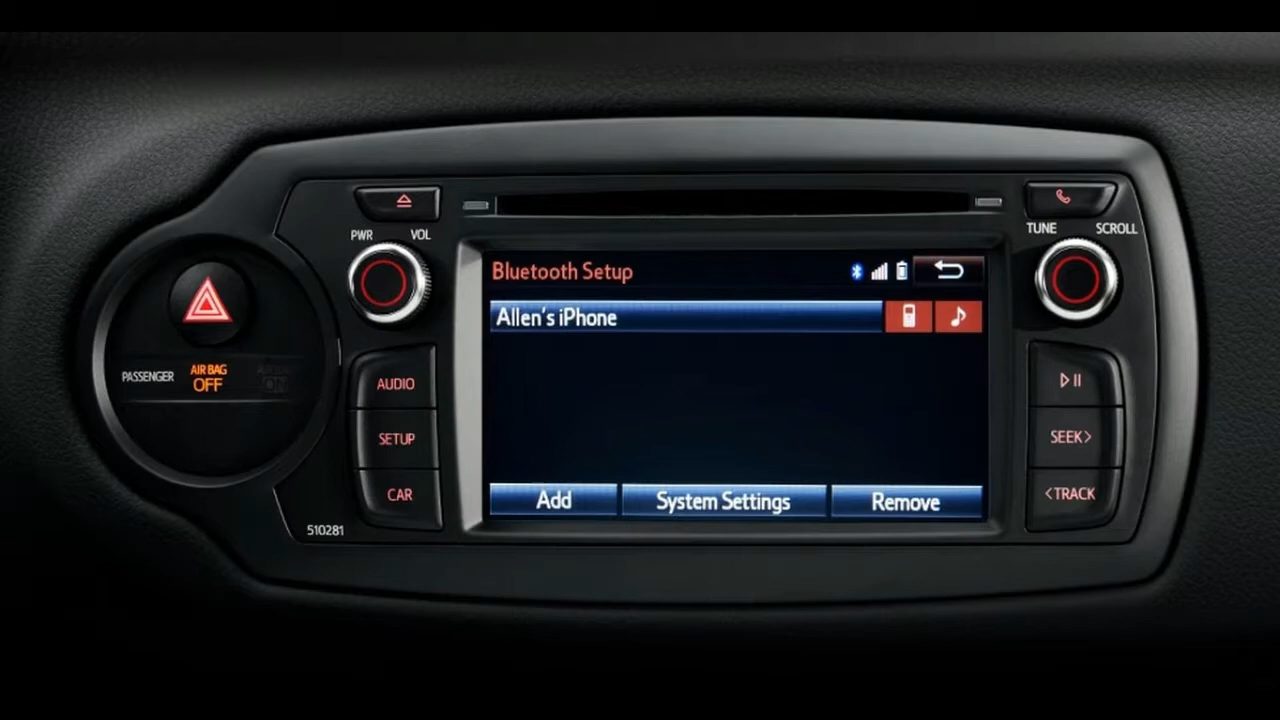 PWR VOL
TUNE SCROLL
Bluetooth Setup
Allen's iPhone
PASSENGER AIR BAG OFF
AUDIO
SETUP
CAR
SEEK>
<TRACK
Add System Settings Remove
510281